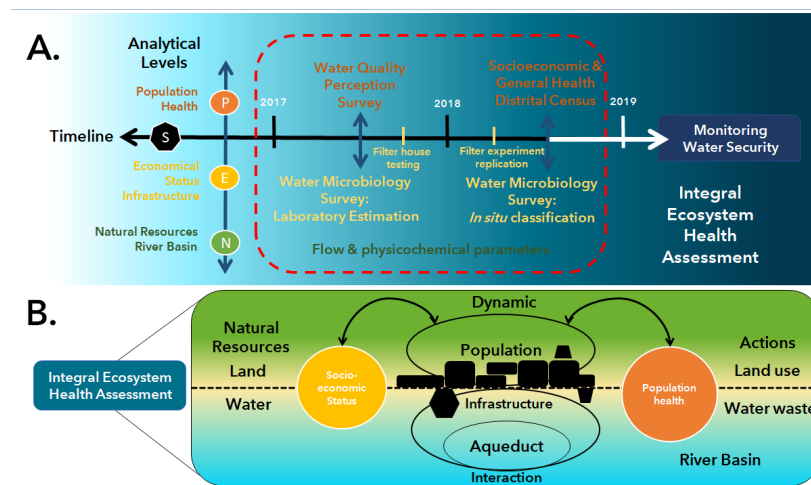 A.
Analytical
Levels
Population
Health
P
Timeline
S
Economical
Status
Infrastructure
E
Natural Resources
River Basin
N
2017
Water Quality
Perception
Survey
2018
Socioeconomic &
General Health
Distrital Census
2019
Filter house
testing
Filter experiment
replication
Water Microbiology
Survey:
Laboratory Estimation
Water Microbiology
Survey:
In situ classification
Flow & physicochemical parameters
Monitoring
Water Security
Integral
Ecosystem
Health
Assessment
B.
Integral Ecosystem
Health Assessment
Natural
Resources
Land
Water
Socio-
economic
Status
Dynamic
Population
Infrastructure
Aqueduct
Interaction
Population
health
Actions
Land use
Water waste
River Basin